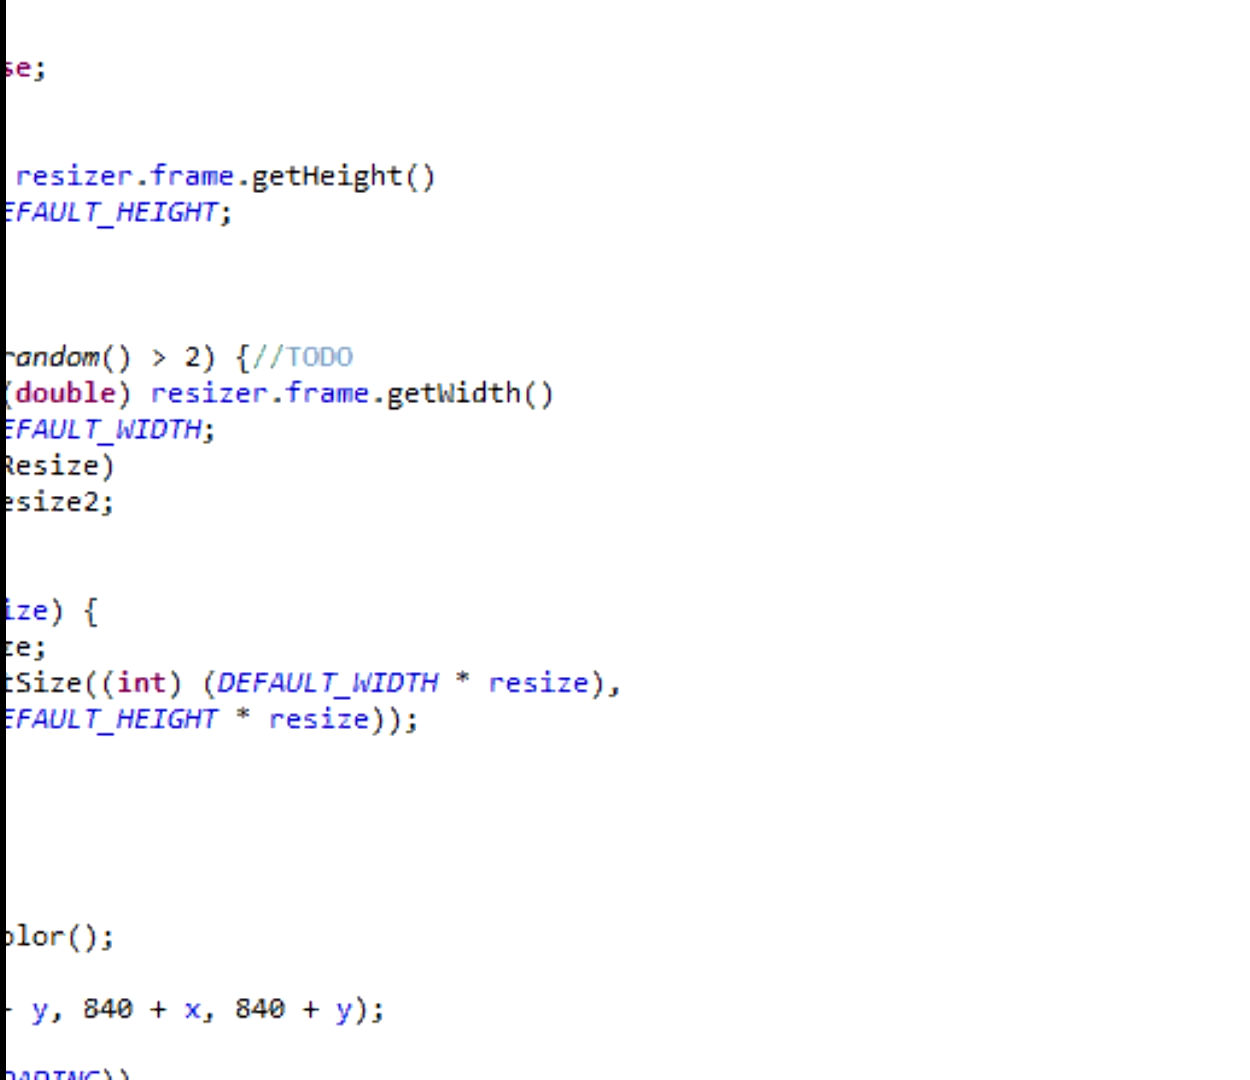 se;
resizer.frame.getHeight()
EFAULT_HEIGHT;
random() > 2) {//TODO
(double) resizer.frame.getWidth()
EFAULT_WIDTH;
Resize)
esize2;
ize) {
ze;
tSize((int) (DEFAULT_WIDTH * resize),
EFAULT_HEIGHT * resize));
olor();
y, 840 + x, 840 + y);